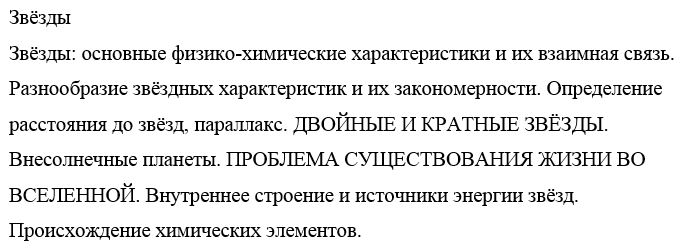 Звёзды
Звёзды: основные физико-химические характеристики и их взаимная связь.
Разнообразие звёздных характеристик и их закономерности. Определение
расстояния до звёзд, параллакс. ДВОЙНЫЕ И КРАТНЫЕ ЗВЁЗДЫ.
Внесолнечные планеты. ПРОБЛЕМА СУЩЕСТВОВАНИЯ ЖИЗНИ ВО
ВСЕЛЕННОЙ. Внутреннее строение и источники энергии звёзд.
Происхождение химических элементов.